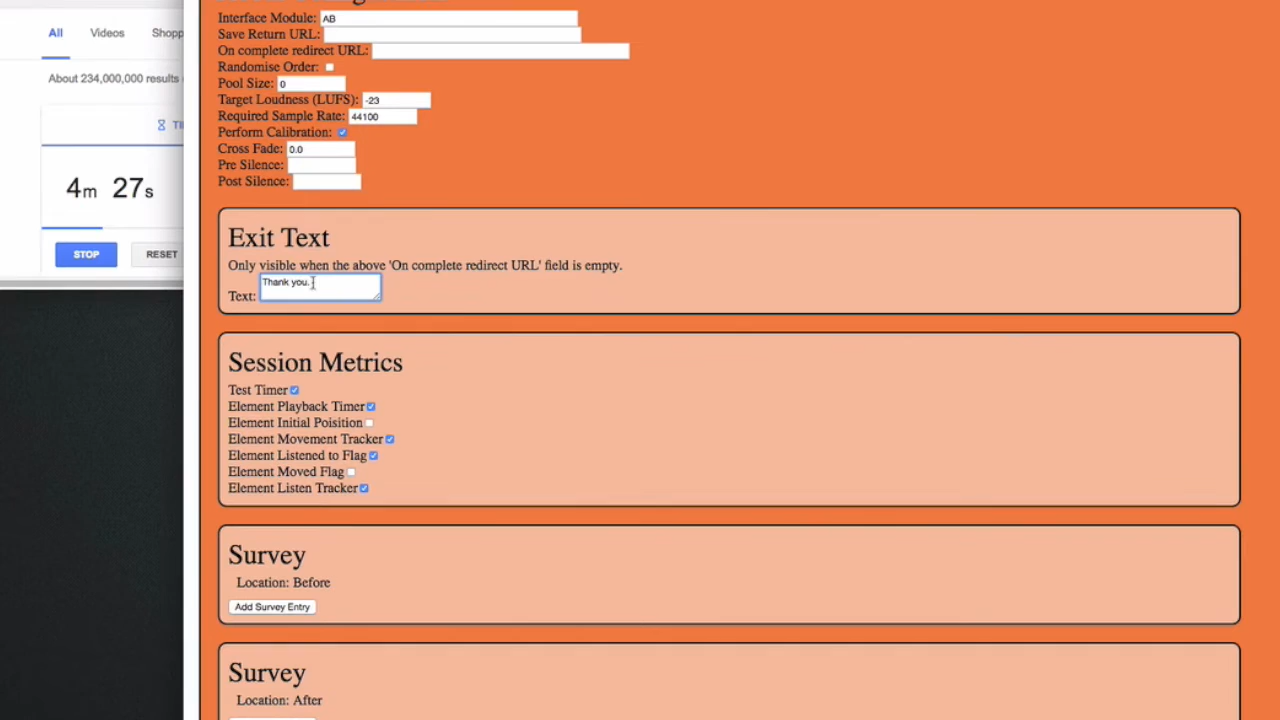 All Videos Shopp
About 234,000,000 results
TI
4m 27s
STOP RESET
Interface Module: AB
Save Return URL:
On complete redirect URL:
Randomise Order:
Pool Size: 0
Target Loudness (LUFS): -23
Required Sample Rate: 44100
Perform Calibration:
Cross Fade: 0.0
Pre Silence:
Post Silence:
Exit Text
Only visible when the above 'On complete redirect URL' field is empty.
Text: Thank you.
Session Metrics
Test Timer
Element Playback Timer
Element Initial Poisition
Element Movement Tracker
Element Listened to Flag
Element Moved Flag
Element Listen Tracker
Survey
Location: Before
Add Survey Entry
Survey
Location: After